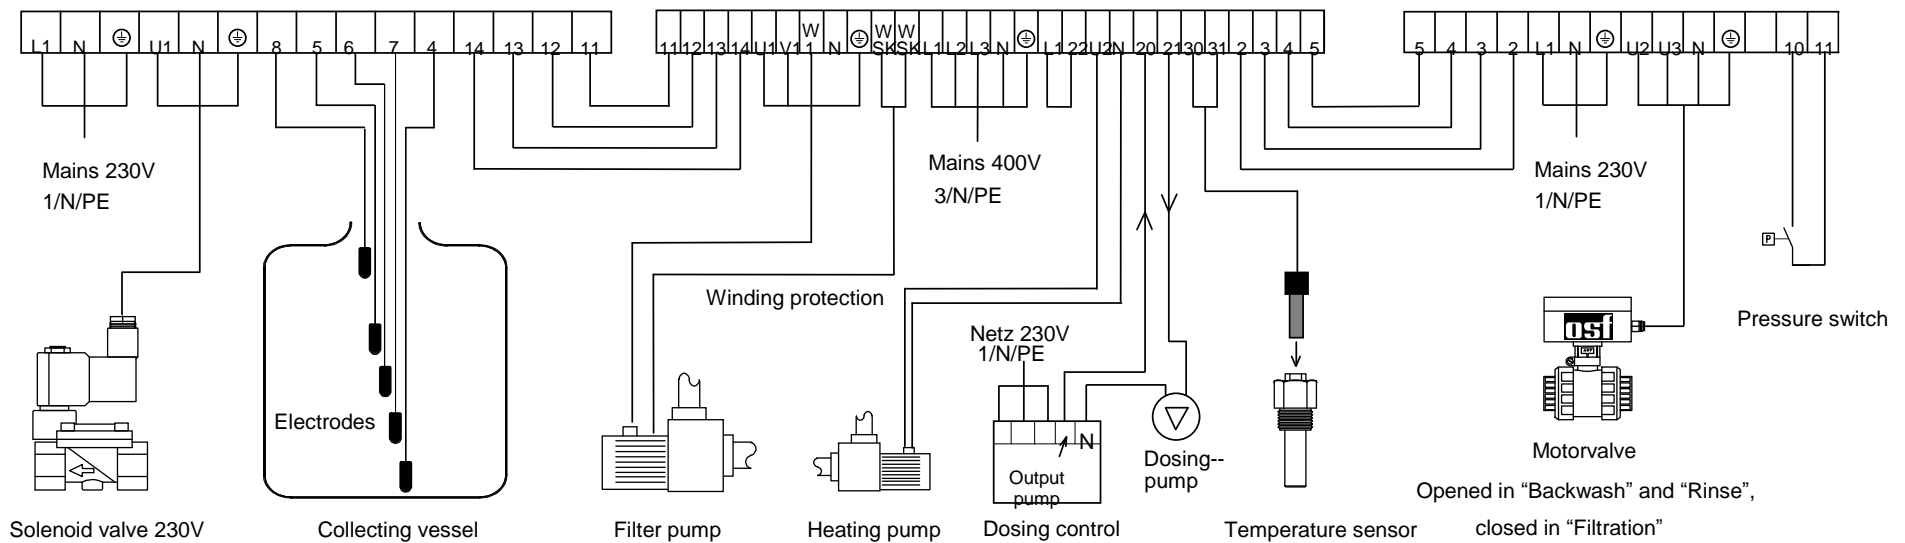 L1 N U1 N 8 5 6 7 4 14 13 12 11
W W W
11 12 13 14 U1 V1 1 N SK SK L1 L2 L3 N L1 22 U2 N 20 21 30 31 2 3 4 5
5 4 3 2 L1 N U2 U3 N 10 11
Mains 230V
1/N/PE
Mains 400V
3/N/PE
Mains 230V
1/N/PE
P
Winding protection
Netz 230V
1/N/PE
osf
Pressure switch
Electrodes
N
Output
pump
Dosing--
pump
Motorvalve
Opened in “Backwash” and “Rinse”,
closed in “Filtration”
Solenoid valve 230V
Collecting vessel
Filter pump
Heating pump
Dosing control
Temperature sensor